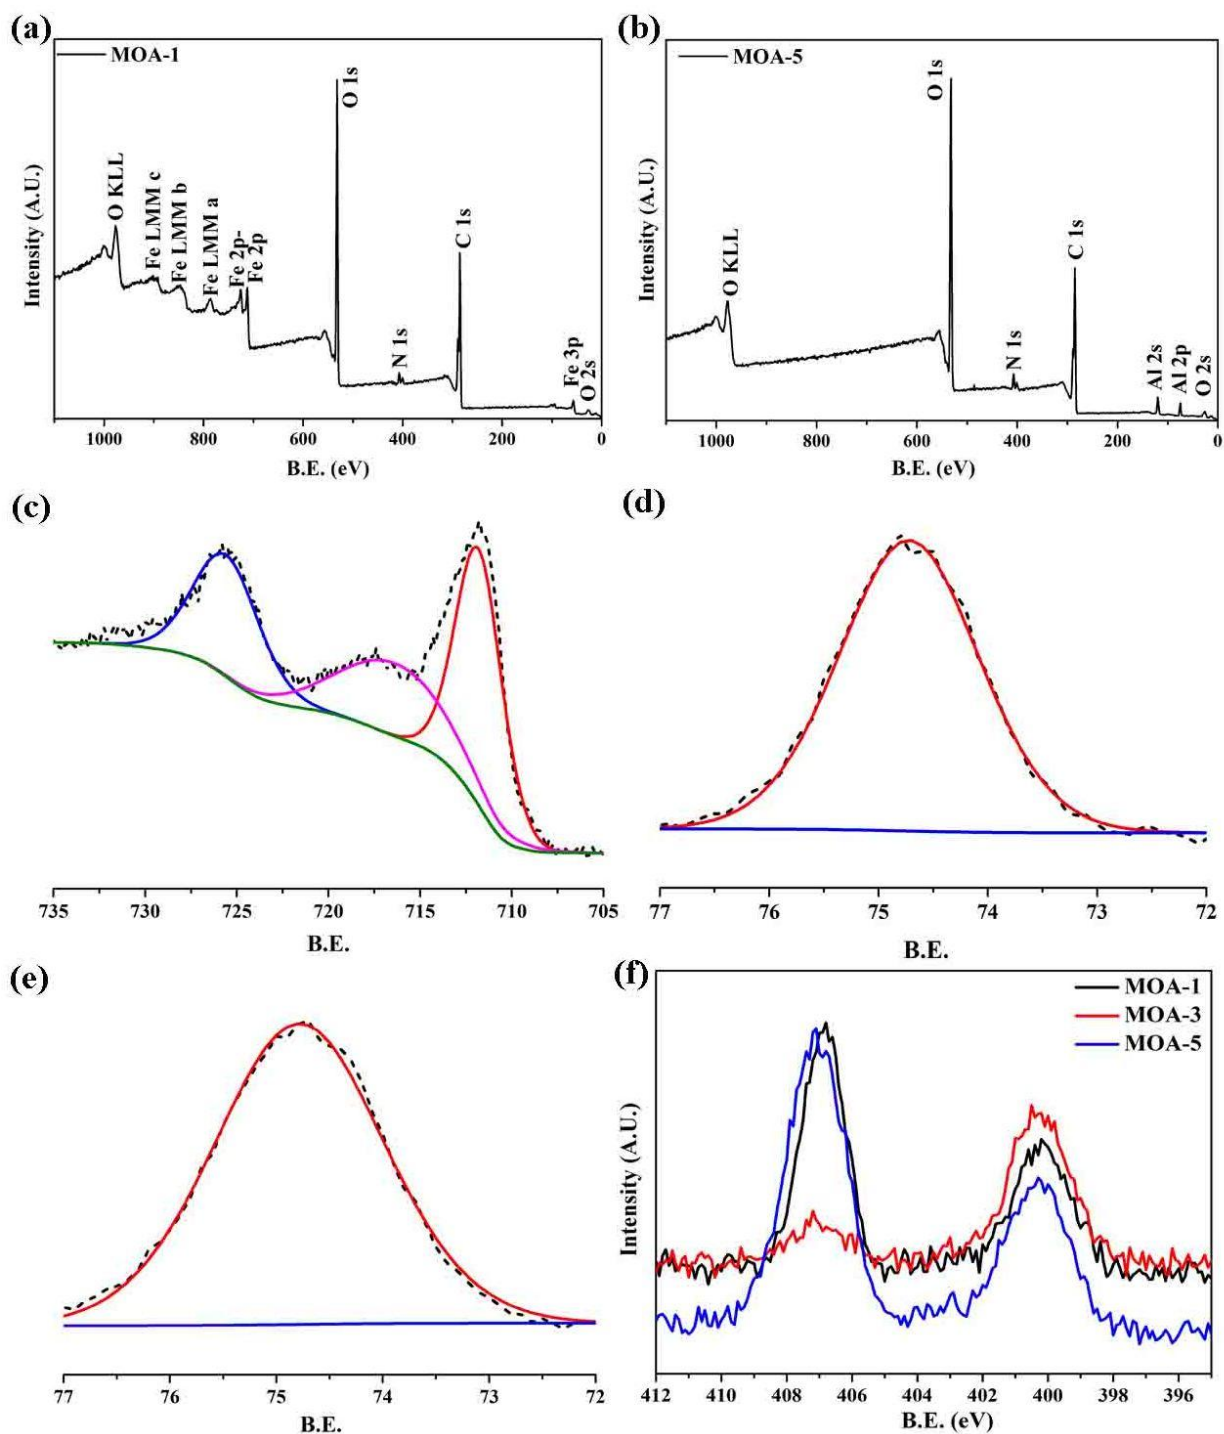 (a)
MOA-1
O 1s
O KLL
Fe LMM c
Fe LMM b
Fe LMM a
Fe 2p-
Fe 2p
N 1s
C 1s
Fe 3p
O 2s
Intensity (A.U.)
1000 800 600 400 200 0
B.E. (eV)
(b)
MOA-5
O 1s
O KLL
N 1s
C 1s
Al 2s
Al 2p
O 2s
Intensity (A.U.)
1000 800 600 400 200 0
B.E. (eV)
(c)
735 730 725 720 715 710 705
B.E.
(d)
77 76 75 74 73 72
B.E.
(e)
77 76 75 74 73 72
B.E.
(f)
MOA-1
MOA-3
MOA-5
Intensity (A.U.)
412 410 408 406 404 402 400 398 396
B.E. (eV)